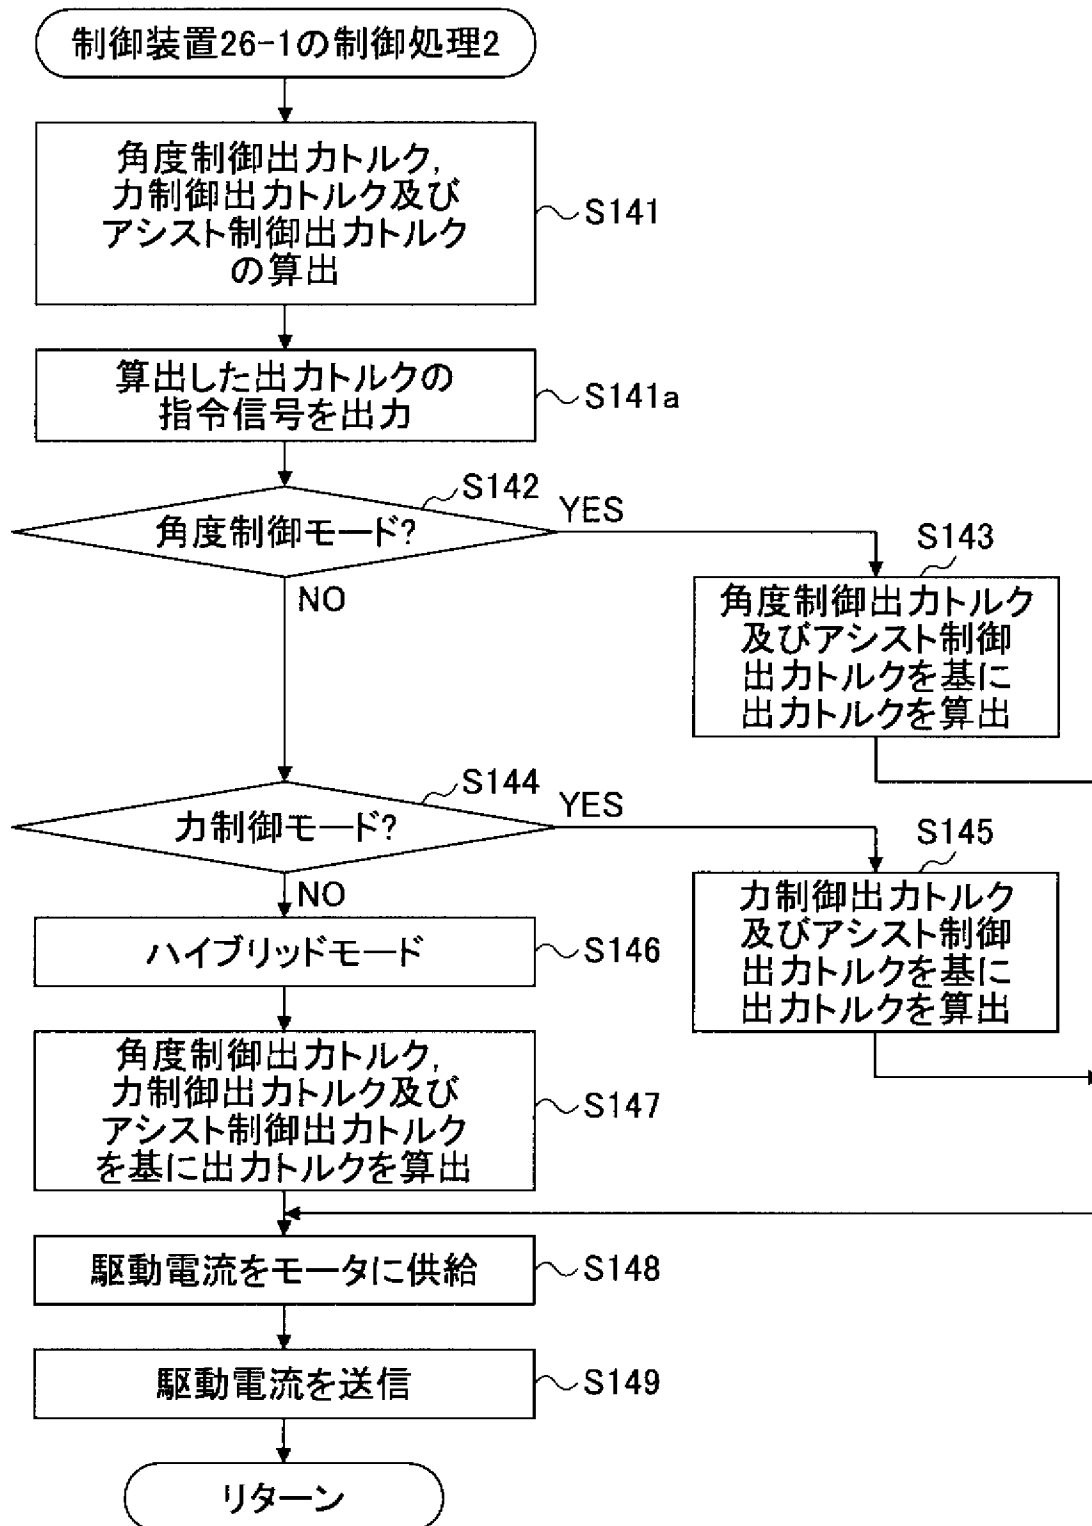 制御装置26-1の制御処理2
角度制御出力トルク,
力制御出力トルク及び
アシスト制御出力トルク
の算出
S141
算出した出力トルクの
指令信号を出力
S141a
S142
角度制御モード?
YES
NO
S143
角度制御出力トルク
及びアシスト制御
出力トルクを基に
出力トルクを算出
S144
力制御モード?
YES
NO
S145
力制御出力トルク
及びアシスト制御
出力トルクを基に
出力トルクを算出
ハイブリッドモード
S146
角度制御出力トルク,
力制御出力トルク及び
アシスト制御出力トルク
を基に出力トルクを算出
S147
駆動電流をモータに供給
S148
駆動電流を送信
S149
リターン